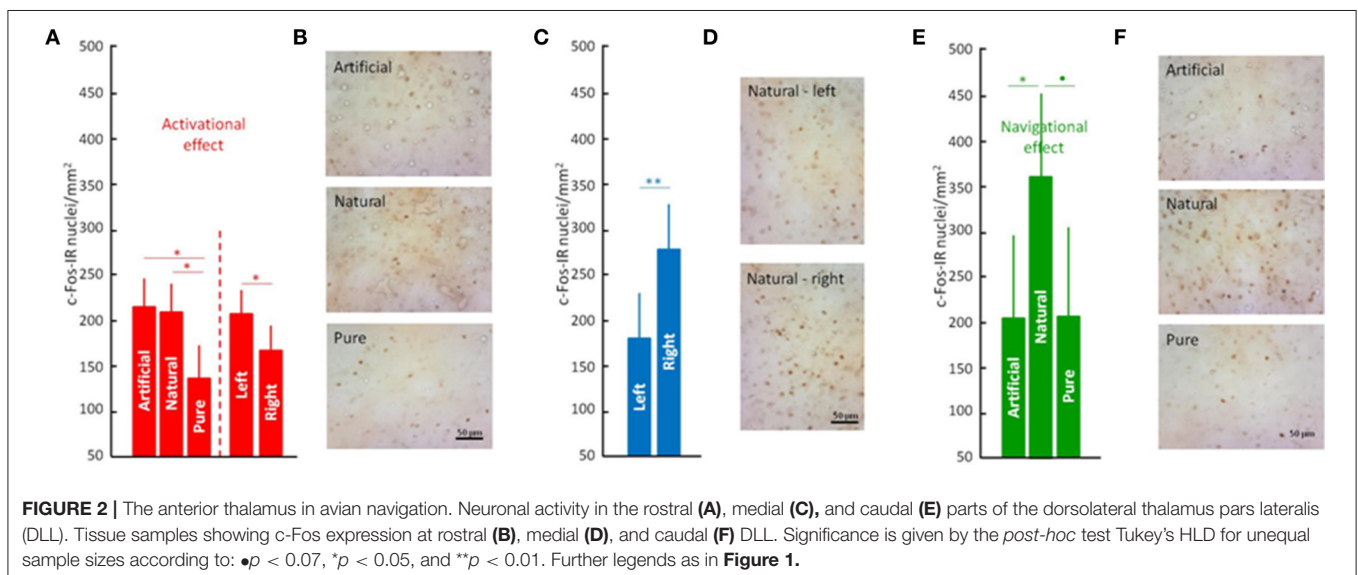 A
500
450
400
350
300
250
200
150
100
50
c-Fos-IR nuclei/mm²
Activational
effect
*
*
*
Artificial
Natural
Pure
Left
Right
B
Artificial
Natural
Pure
50 µm
C
500
450
400
350
300
250
200
150
100
50
c-Fos-IR nuclei/mm²
**
Left
Right
D
Natural - left
Natural - right
50 µm
E
500
450
400
350
300
250
200
150
100
50
c-Fos-IR nuclei/mm²
*
•
Navigational
effect
Artificial
Natural
Pure
F
Artificial
Natural
Pure
50 µm
FIGURE 2 | The anterior thalamus in avian navigation. Neuronal activity in the rostral (A), medial (C), and caudal (E) parts of the dorsolateral thalamus pars lateralis
(DLL). Tissue samples showing c-Fos expression at rostral (B), medial (D), and caudal (F) DLL. Significance is given by the post-hoc test Tukey's HLD for unequal
sample sizes according to: •p < 0.07, *p < 0.05, and **p < 0.01. Further legends as in Figure 1.